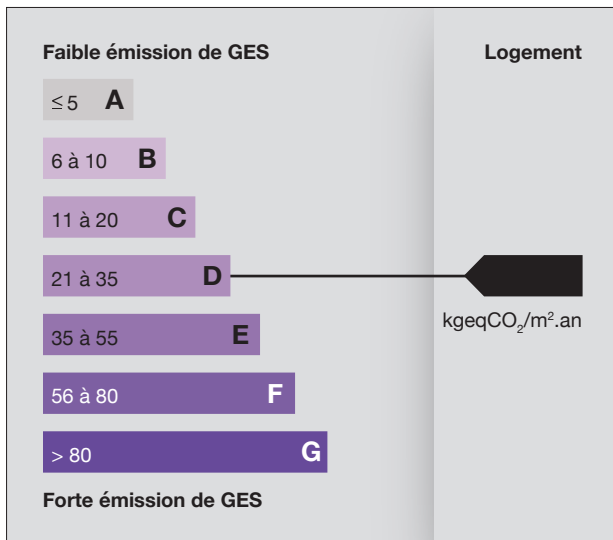 Faible émission de GES
Logement
≤ 5 A
6 à 10 B
11 à 20 C
21 à 35 D
kgeqCO₂/m².an
35 à 55 E
56 à 80 F
> 80 G
Forte émission de GES